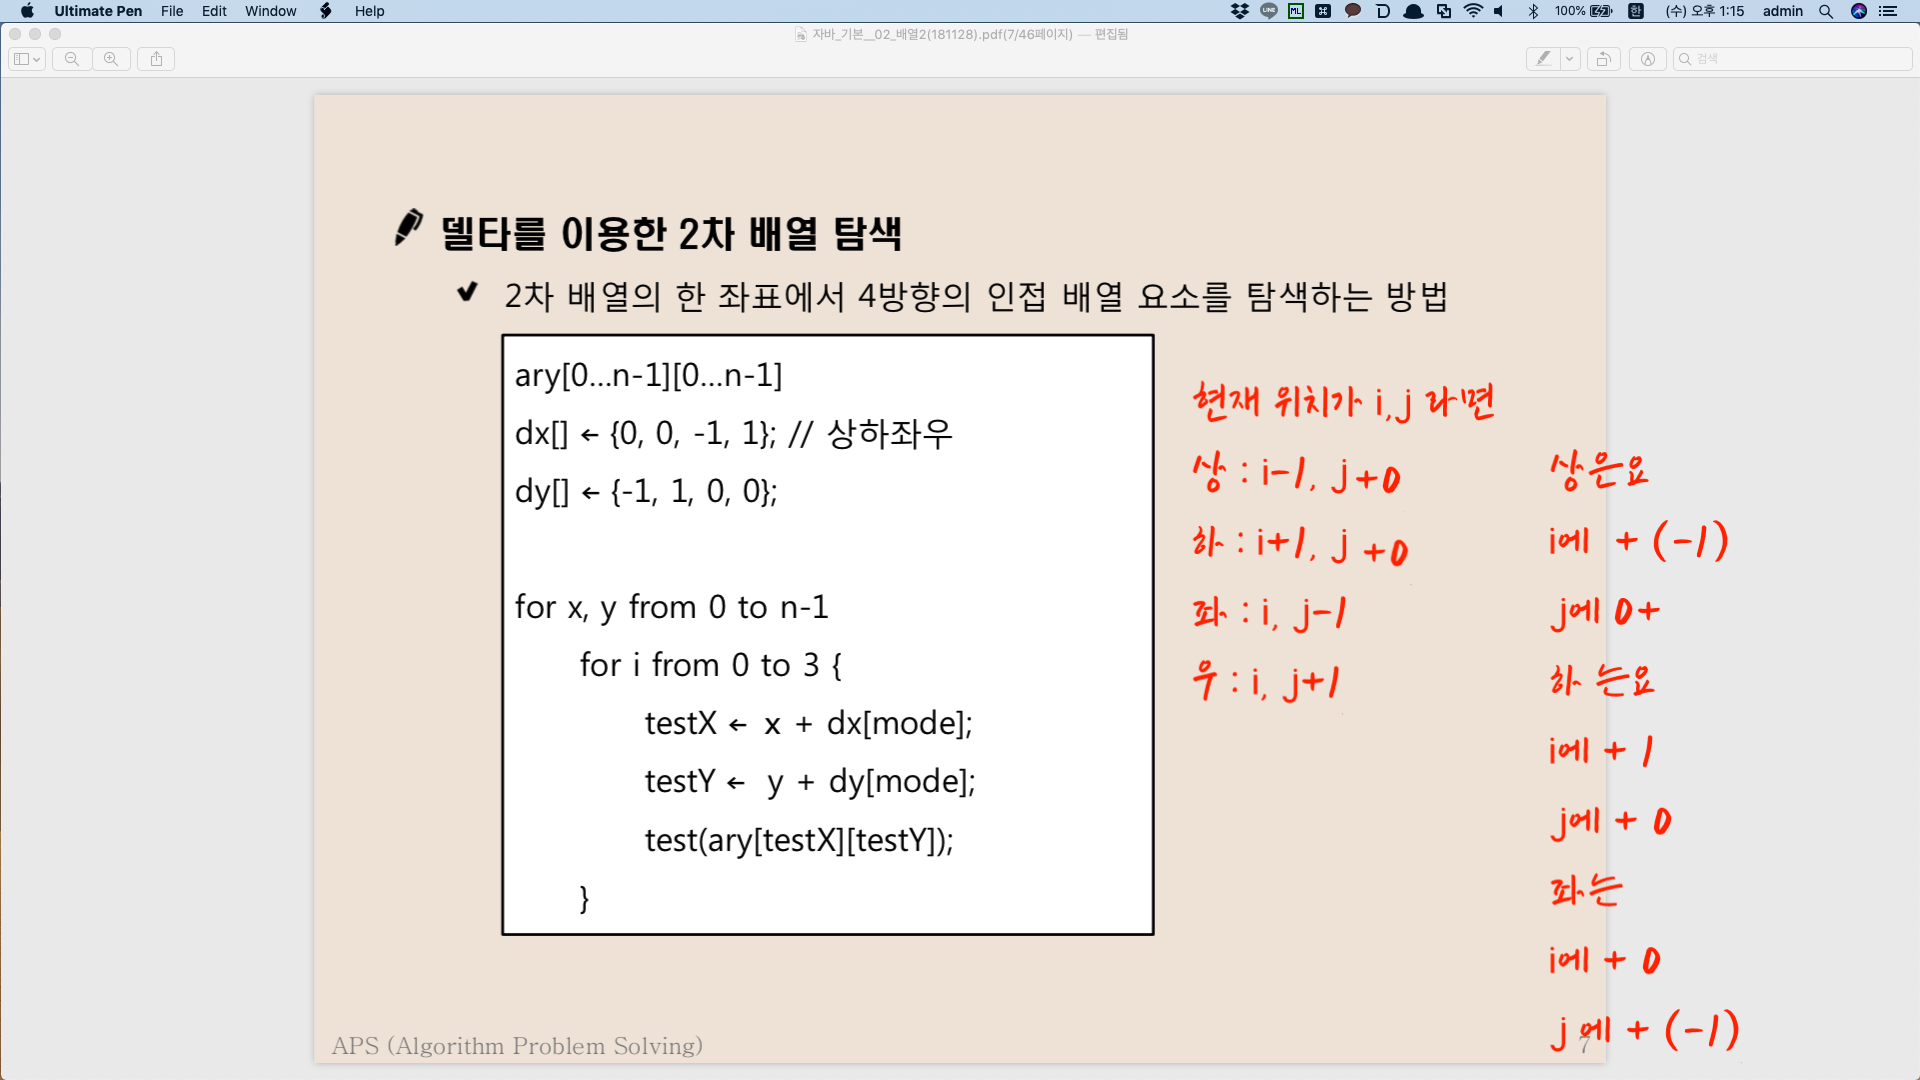 Ultimate Pen File Edit Window Help 100% 한 (수) 오후 1:15 admin
자바_기본__02_배열2(181128).pdf(7/46페이지) — 편집됨
검색
델타를 이용한 2차 배열 탐색
2차 배열의 한 좌표에서 4방향의 인접 배열 요소를 탐색하는 방법
ary[0...n-1][0...n-1]
dx[] ← {0, 0, -1, 1}; // 상하좌우
dy[] ← {-1, 1, 0, 0};
for x, y from 0 to n-1
for i from 0 to 3 {
testX ← x + dx[mode];
testY ← y + dy[mode];
test(ary[testX][testY]);
}
현재 위치가 i,j 라면
상 : i-1, j+0
하 : i+1, j +0
좌 : i, j-1
우 : i, j+1
상은요
i에 + (-1)
j에 0+
하 는요
i에 + 1
j에 + 0
좌는
i에 + 0
j 에 + (-1)
APS (Algorithm Problem Solving)
7